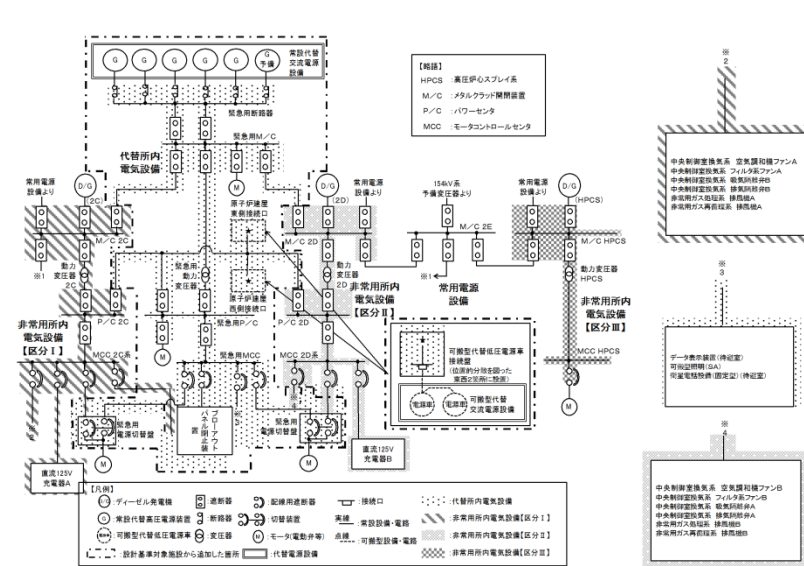 G
G
G
G
G
G
予備
常設代替
交流電源
設備
緊急用断路器
緊急用M/C
代替所内
電気設備
【略語】
HPCS :高圧炉心スプレイ系
M/C :メタルクラッド開閉装置
P/C :パワーセンタ
MCC :モータコントロールセンタ
常用電源
設備より
D/G
(2C)
M
原子炉建屋
東側接続口
D/G
(2D)
常用電源
設備より
154kV系
予備変圧器より
常用電源
設備より
D/G
(HPCS)
M/C 2C
M/C 2D
M/C 2E
M/C HPCS
※1
動力
変圧器
2C
緊急用
動力
変圧器
原子炉建屋
西側接続口
動力
変圧器
2D
※1
常用電源
設備
動力変圧器
HPCS
非常用所内
電気設備
【区分Ⅱ】
非常用所内
電気設備
【区分Ⅲ】
P/C 2C
緊急用P/C
P/C 2D
非常用所内
電気設備
【区分Ⅰ】
M
MCC 2C系
緊急用MCC
MCC 2D系
MCC HPCS
可搬型代替低圧電源車
接続盤
(位置的分散を図った
東西2箇所に設置)
電源車
電源車
可搬型代替
交流電源設備
※2
※3
※4
緊急用
電源切替盤
ブローアウト
パネル閉止装
置
緊急用
電源切替盤
M
M
M
直流125V
充電器A
直流125V
充電器B
【凡例】
D/G :ディーゼル発電機
:遮断器
:配線用遮断器
:接続口
:代替所内電気設備
G :常設代替高圧電源装置
:断路器
:切替装置
実線 :常設設備・電路
:非常用所内電気設備【区分Ⅰ】
電源車 :可搬型代替低圧電源車
:変圧器
M :モータ(電動弁等)
点線 :可搬型設備・電路
:非常用所内電気設備【区分Ⅱ】
:設計基準対象施設から追加した箇所
:代替電源設備
:非常用所内電気設備【区分Ⅲ】
※
2
中央制御室換気系 空気調和機ファンA
中央制御室換気系 フィルタ系ファンA
中央制御室換気系 吸気隔離弁B
中央制御室換気系 排気隔離弁B
非常用ガス処理系 排風機A
非常用ガス再循環系 排風機A
※
3
データ表示装置(待避室)
可搬型照明(SA)
衛星電話設備(固定型)(待避室)
※
4
中央制御室換気系 空気調和機ファンB
中央制御室換気系 フィルタ系ファンB
中央制御室換気系 吸気隔離弁A
中央制御室換気系 排気隔離弁A
非常用ガス処理系 排風機B
非常用ガス再循環系 排風機B